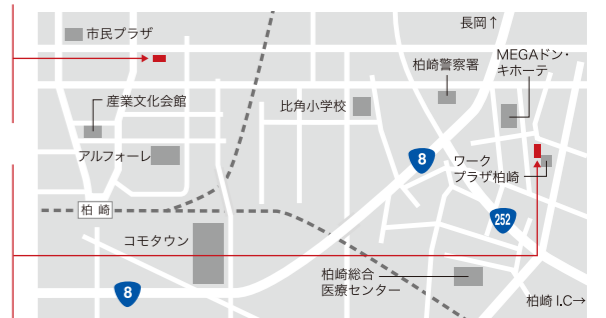 長岡↑
市民プラザ
MEGAドン・
キホーテ
柏崎警察署
産業文化会館
比角小学校
アルフォーレ
8
ワーク
プラザ柏崎
柏崎
252
コモタウン
柏崎総合
医療センター
8
柏崎 I.C→